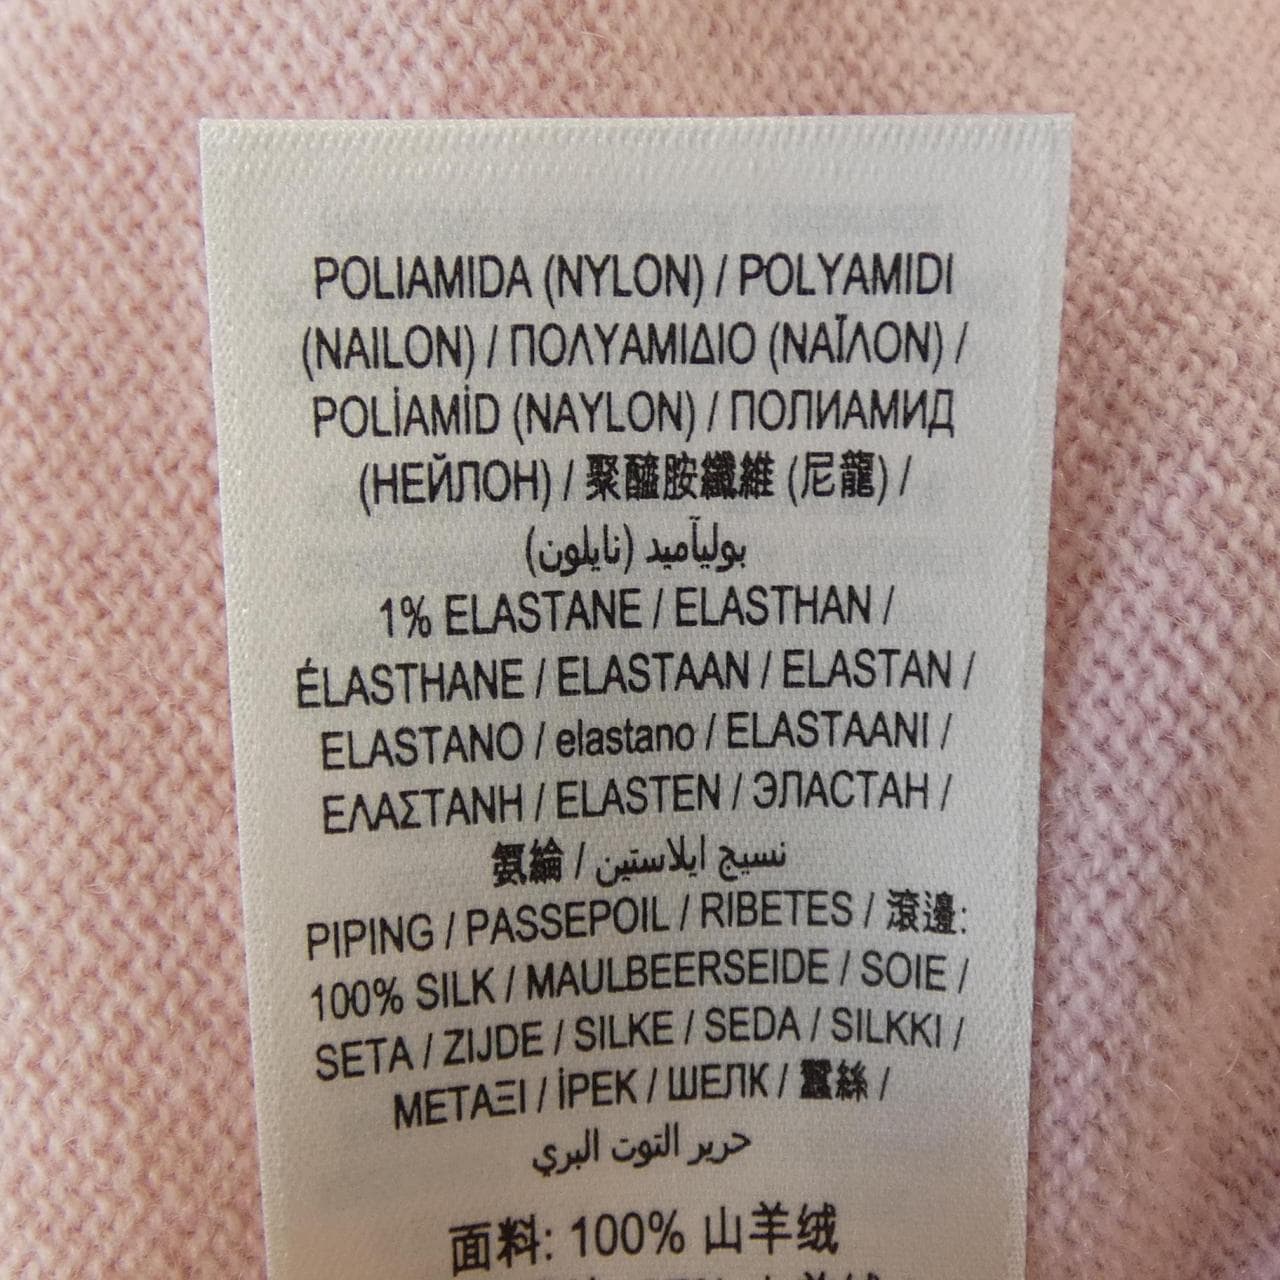 POLIAMIDA (NYLON) / POLYAMIDI
(NAILON) / ΠΟΛΥΑΜΙΔΙΟ (ΝΑΪΛΟΝ) /
POLİAMİD (NAYLON) / ПОЛИАМИД
(НЕЙЛОН) / 聚醯胺纖維 (尼龍) /
بوليآميد (نايلون)
1% ELASTANE / ELASTHAN /
ÉLASTHANE / ELASTAAN / ELASTAN /
ELASTANO / elastano / ELASTAANI /
ΕΛΑΣΤΑΝΗ / ELASTEN / ЭЛАСТАН /
氨綸 / نسيج ايلاستين
PIPING / PASSEPOIL / RIBETES / 滾邊:
100% SILK / MAULBEERSEIDE / SOIE /
SETA / ZIJDE / SILKE / SEDA / SILKKI /
ΜΕΤΑΞΙ / İPEK / ШЕЛК / 蠶絲 /
حرير التوت البري
面料: 100% 山羊绒